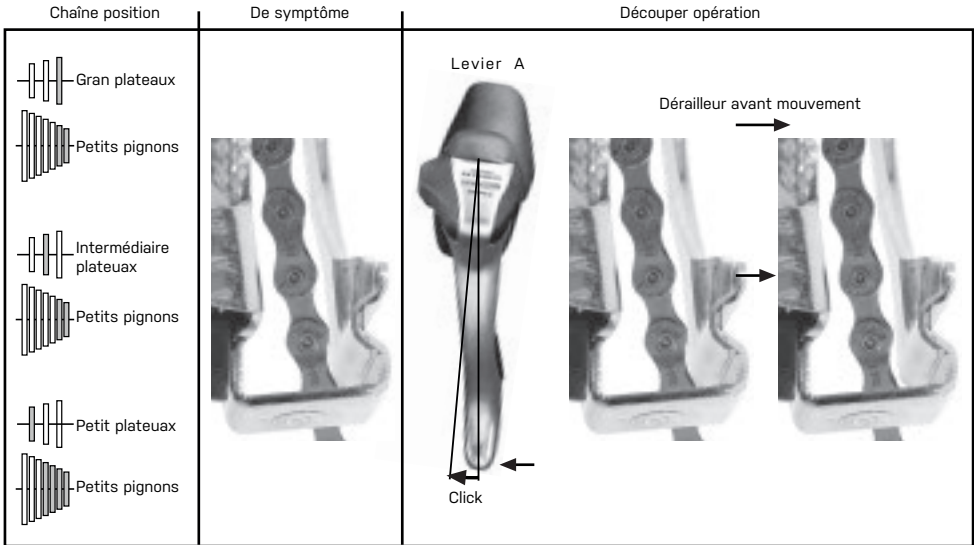 Chaîne position
De symptôme
Découper opération
Gran plateaux
Petits pignons
Intermédiaire
plateuax
Petits pignons
Petit plateuax
Petits pignons
Levier A
Click
Dérailleur avant mouvement